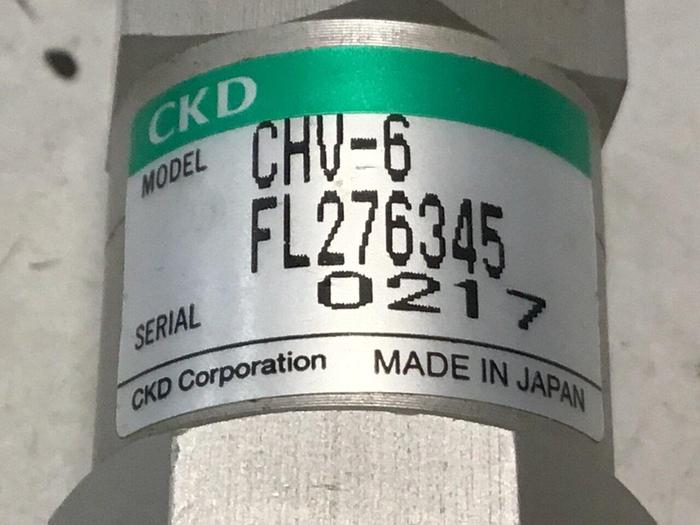 CKD
MODEL CHV-6
FL276345
0217
SERIAL
CKD Corporation MADE IN JAPAN